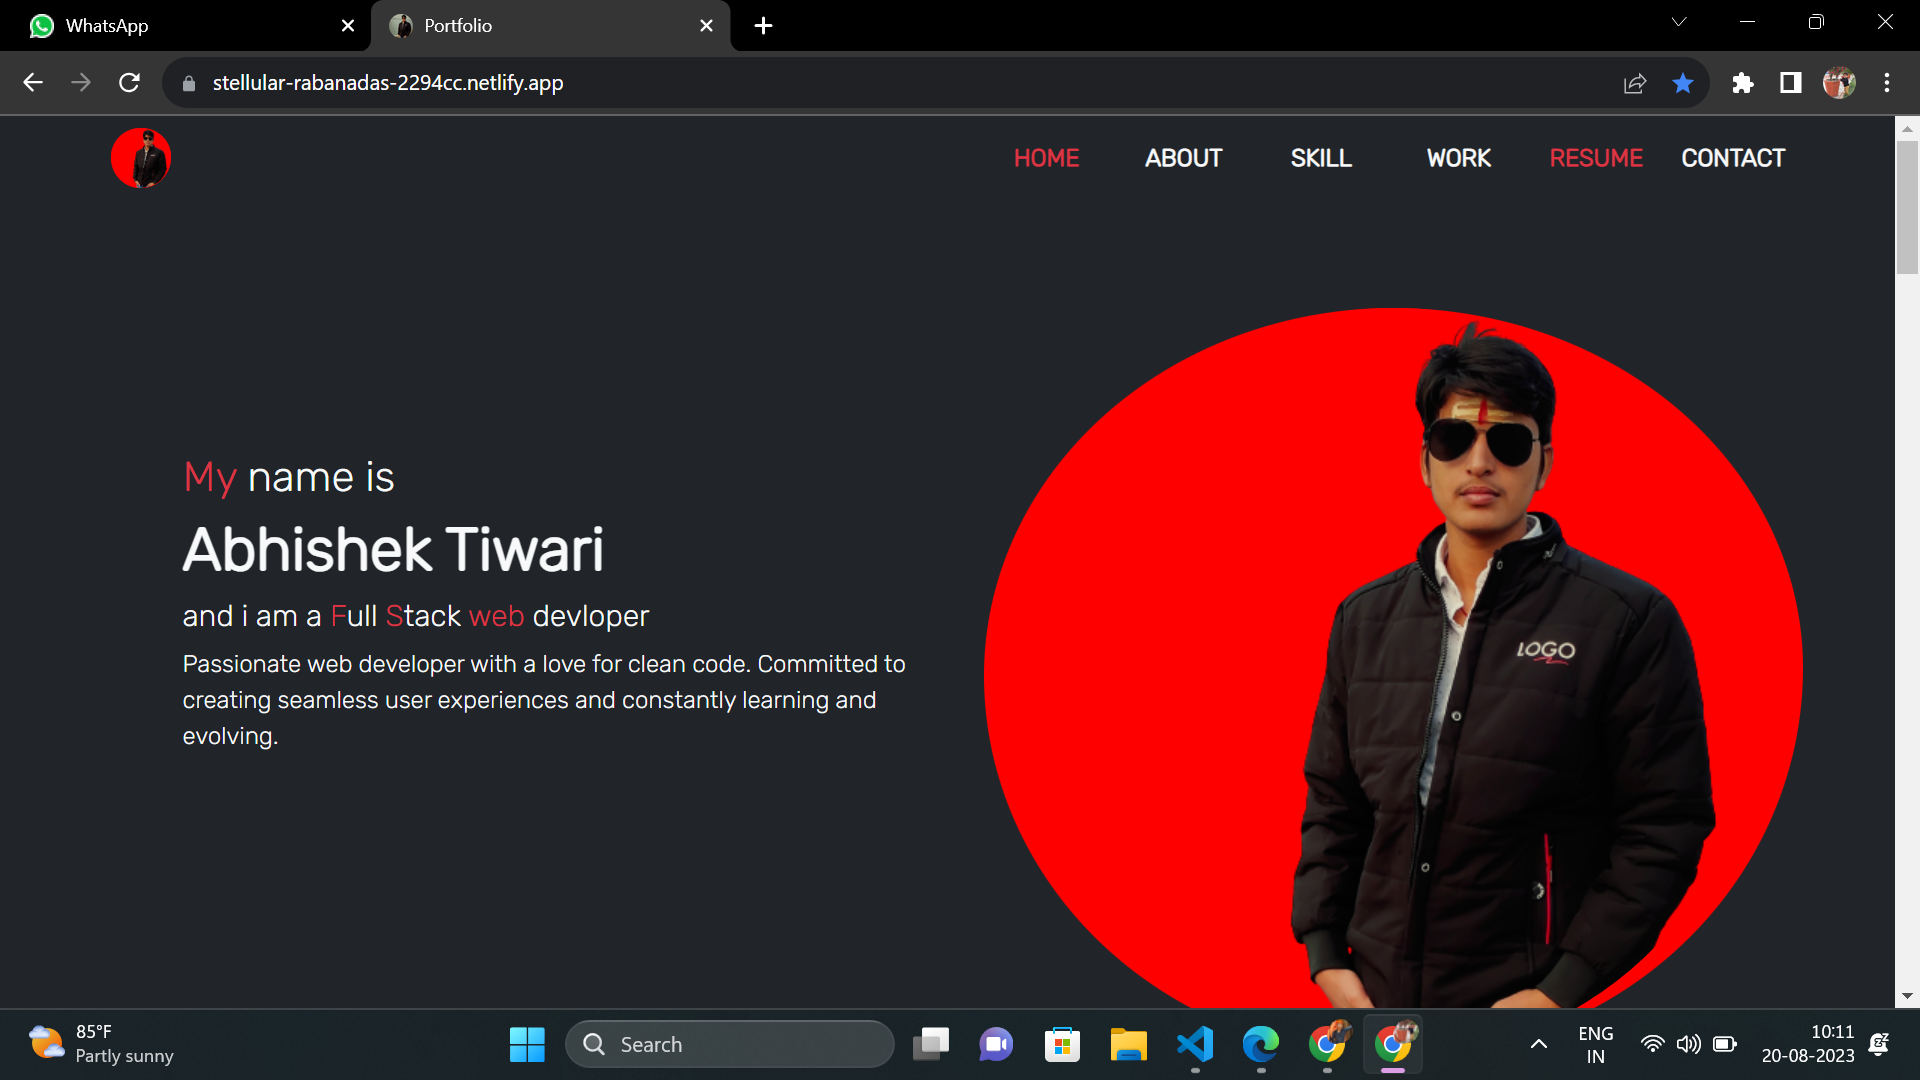 WhatsApp
Portfolio
stellular-rabanadas-2294cc.netlify.app
HOME ABOUT SKILL WORK RESUME CONTACT
My name is
Abhishek Tiwari
and i am a Full Stack web devloper
Passionate web developer with a love for clean code. Committed to
creating seamless user experiences and constantly learning and
evolving.
LOGO
85°F
Partly sunny
Search
ENG
IN
10:11
20-08-2023